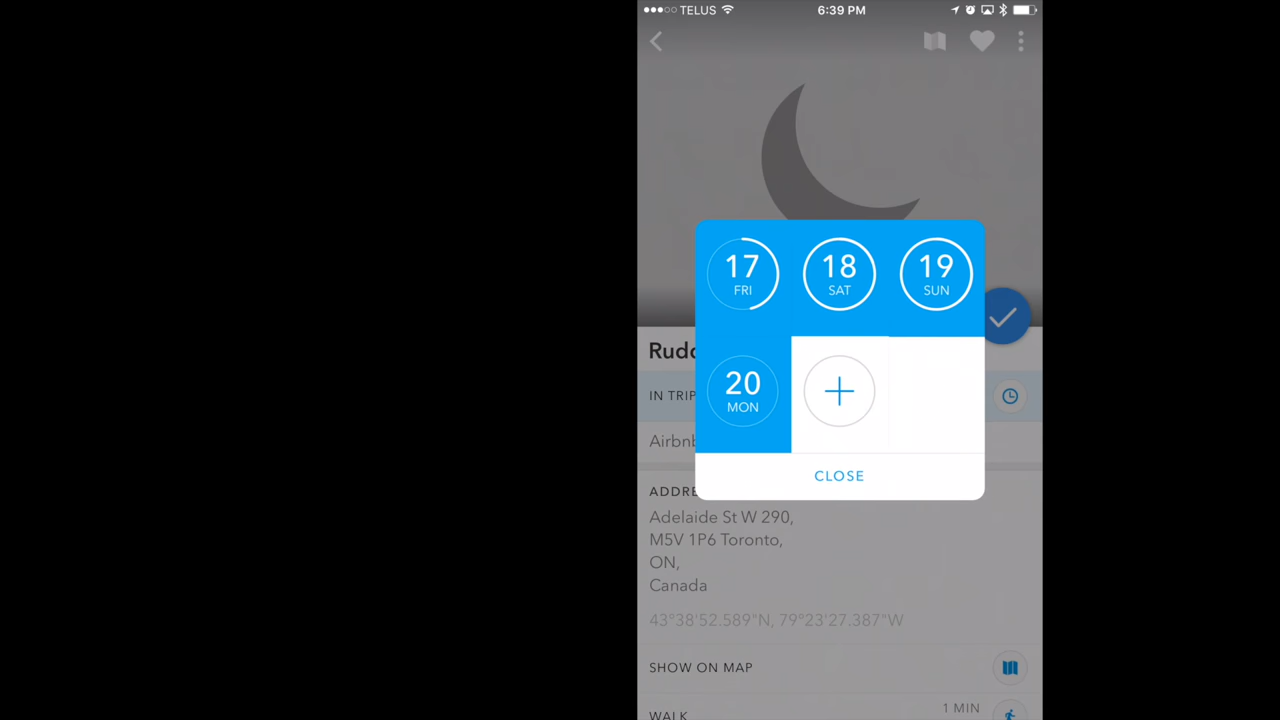 TELUS 6:39 PM
17 18 19
FRI SAT SUN
Rudo
IN TRIP
20
MON
Airbnb
CLOSE
ADDRE
Adelaide St W 290,
M5V 1P6 Toronto,
ON,
Canada
43°38'52.589"N, 79°23'27.387"W
SHOW ON MAP
WALK 1 MIN